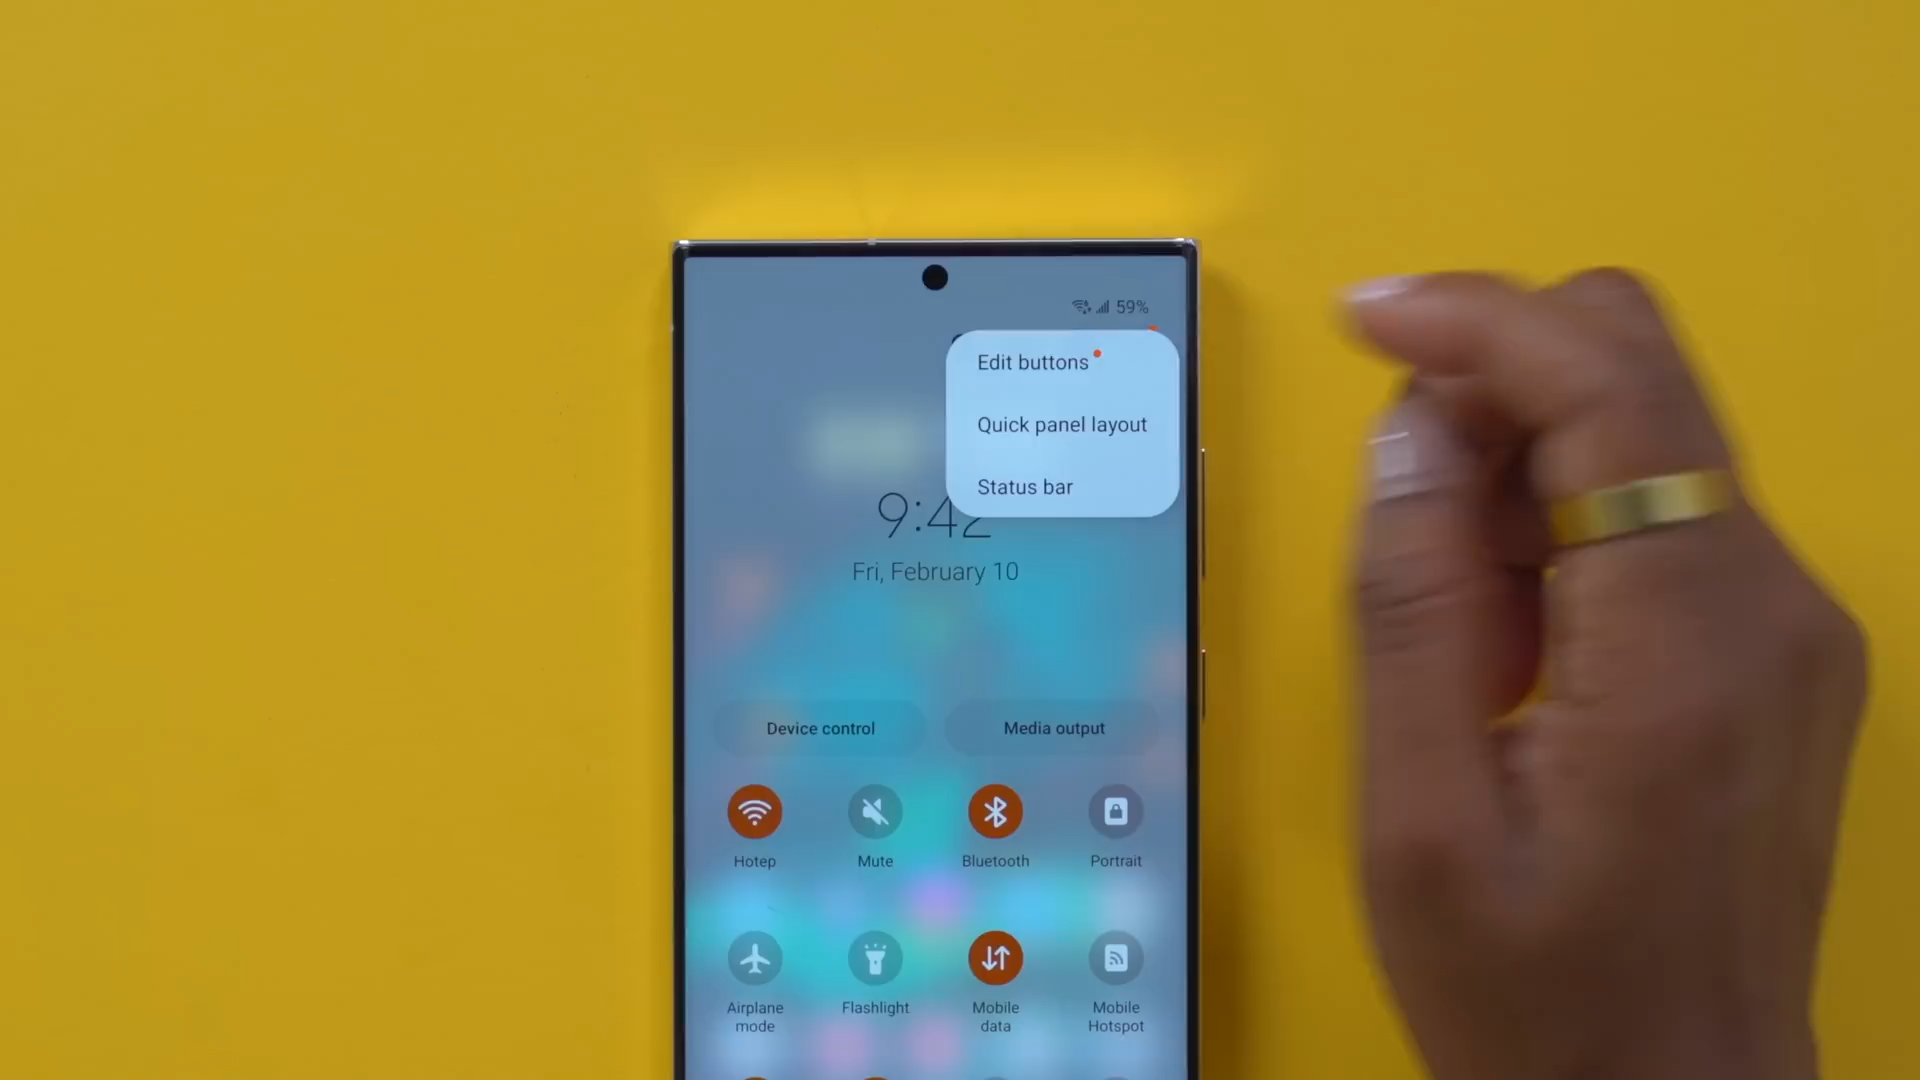 59%
Edit buttons
Quick panel layout
Status bar
9:42
Fri, February 10
Device control
Media output
Hotep
Mute
Bluetooth
Portrait
Airplane
mode
Flashlight
Mobile
data
Mobile
Hotspot